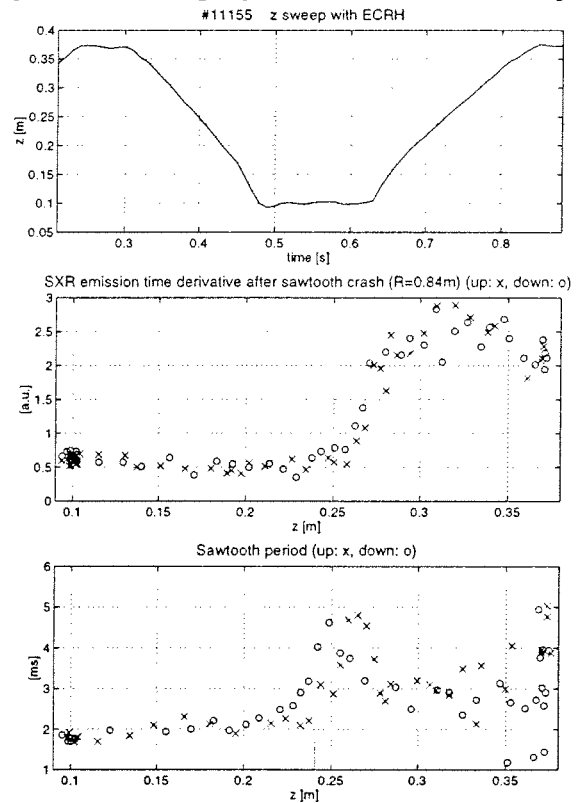 #11155 z sweep with ECRH
0.4
0.35
0.3
0.25
0.2
0.15
0.1
0.05
z [m]
0.3 0.4 0.5 0.6 0.7 0.8
time [s]
SXR emission time derivative after sawtooth crash (R=0.84m) (up: x, down: o)
3
2.5
2
1.5
1
0.5
0
[a.u.]
0.1 0.15 0.2 0.25 0.3 0.35
z [m]
Sawtooth period (up: x, down: o)
6
5
4
3
2
1
[ms]
0.1 0.15 0.2 0.25 0.3 0.35
z [m]